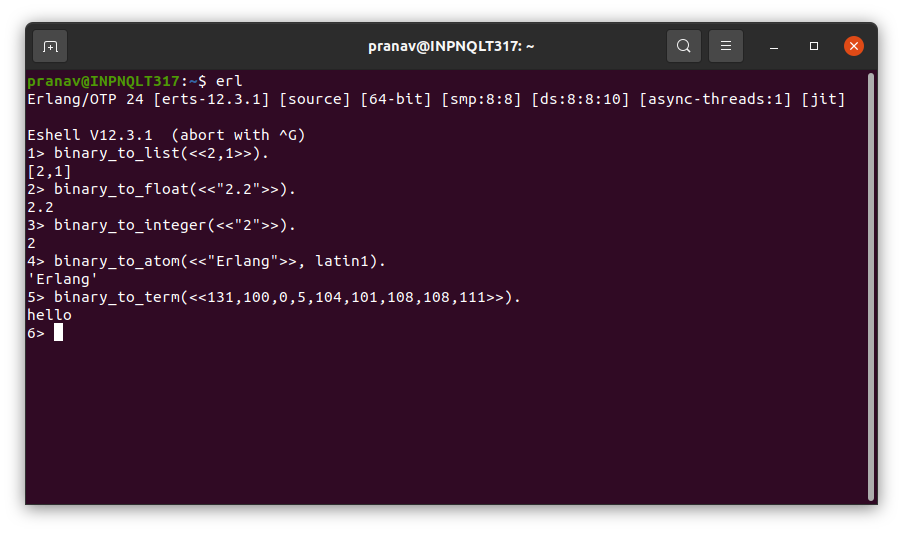 pranav@INPNQLT317: ~
pranav@INPNQLT317:~$ erl
Erlang/OTP 24 [erts-12.3.1] [source] [64-bit] [smp:8:8] [ds:8:8:10] [async-threads:1] [jit]
Eshell V12.3.1  (abort with ^G)
1> binary_to_list(<<2,1>>).
[2,1]
2> binary_to_float(<<"2.2">>).
2.2
3> binary_to_integer(<<"2">>).
2
4> binary_to_atom(<<"Erlang">>, latin1).
'Erlang'
5> binary_to_term(<<131,100,0,5,104,101,108,108,111>>).
hello
6>